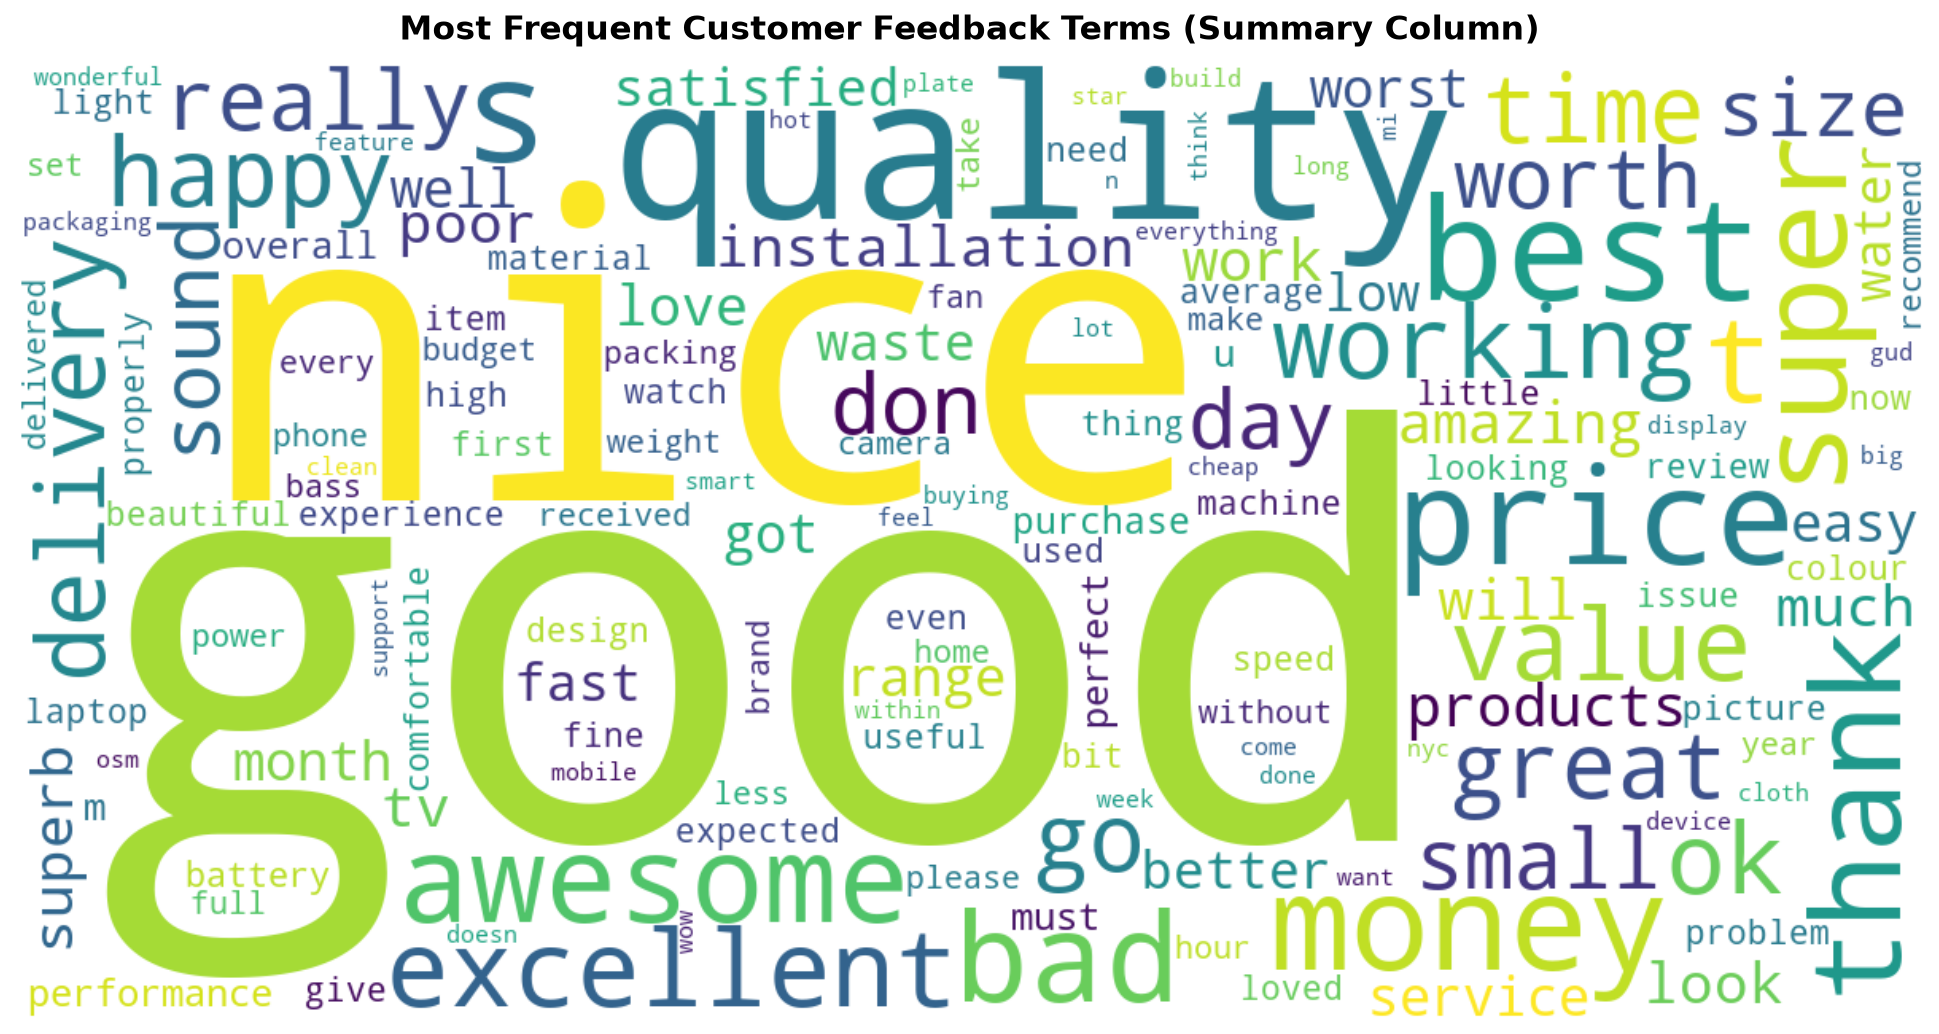 Most Frequent Customer Feedback Terms (Summary Column)
wonderful
light
really
s
satisfied
plate
quality
hot
star
build
worst
mi
time
size
set
happy
feature
well
take
need
n
think
long
worth
super
water
recommend
packaging
sound
overall
poor
material
installation
everything
work
best
delivery
delivered
properly
nice
item
budget
every
high
love
packing
watch
fan
waste
lot
average
make
u
low
working
t
gud
phone
clean
bass
first
weight
don
camera
thing
day
little
amazing
display
now
smart
buying
cheap
machine
looking
review
big
beautiful
experience
received
got
feel
purchase
used
price
easy
colour
good
power
support
comfortable
design
fast
fine
mobile
brand
even
home
range
within
useful
perfect
speed
without
come
done
will
issue
much
value
products
picture
thank
laptop
osm
superb
m
month
tv
less
expected
bit
week
nyc
great
year
cloth
device
battery
full
awesome
please
go
better
want
small
ok
doesn
wow
must
performance
give
excellent
bad
hour
loved
money
service
problem
look